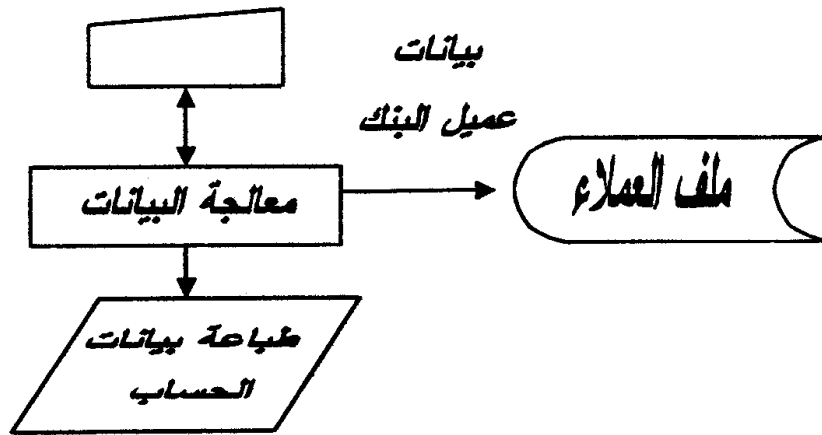 بيانات
عميل البنك
معالجة البيانات
ملف العملاء
طباعة بيانات
الحساب